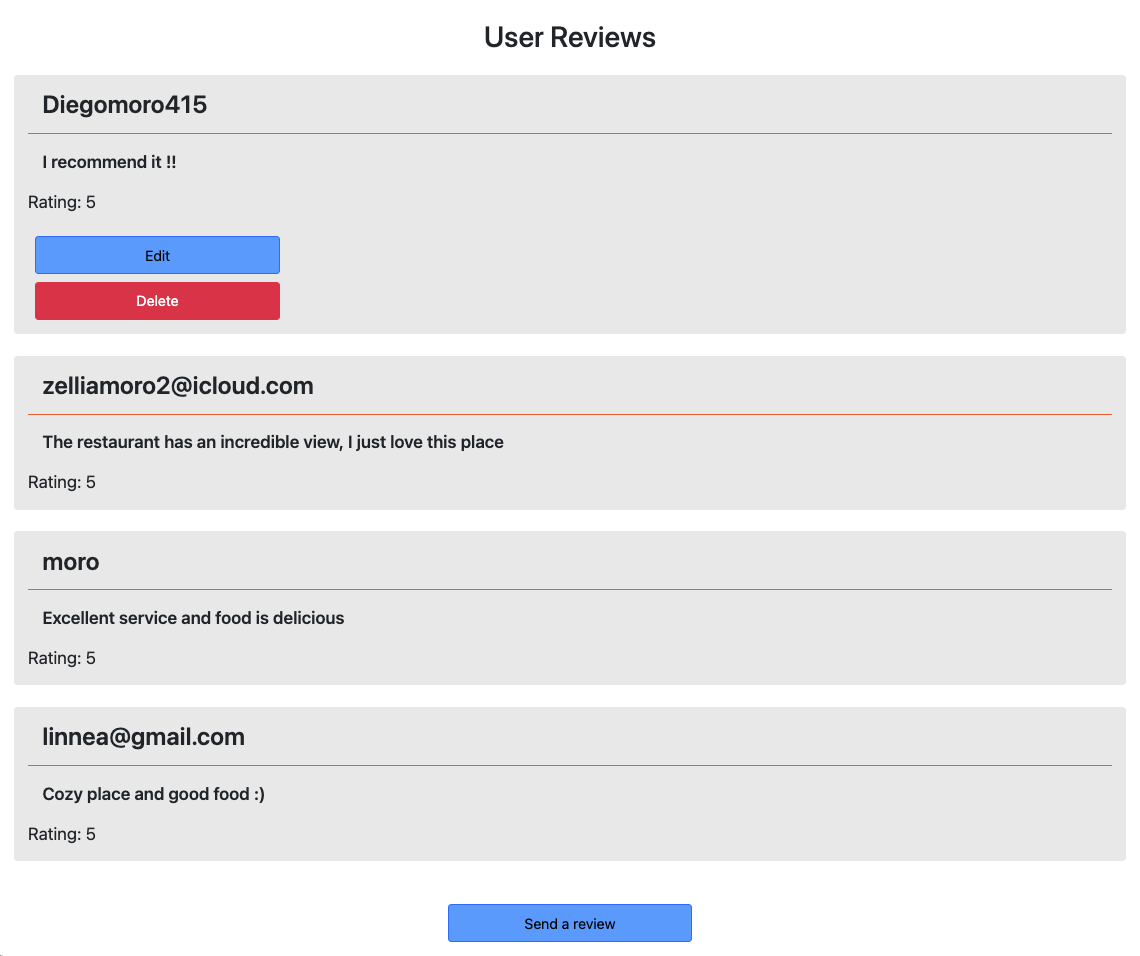 User Reviews
Diegomoro415
I recommend it !!
Rating: 5
Edit
Delete
zelliamoro2@icloud.com
The restaurant has an incredible view, I just love this place
Rating: 5
moro
Excellent service and food is delicious
Rating: 5
linnea@gmail.com
Cozy place and good food :)
Rating: 5
Send a review